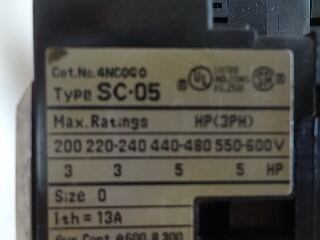 Cat.No.4NC0G0
Type SC-05
LISTED
Max. Ratings HP(3PH)
200 220-240 440-480 550-600V
3 3 5 5 HP
Size 0
Ith=13A